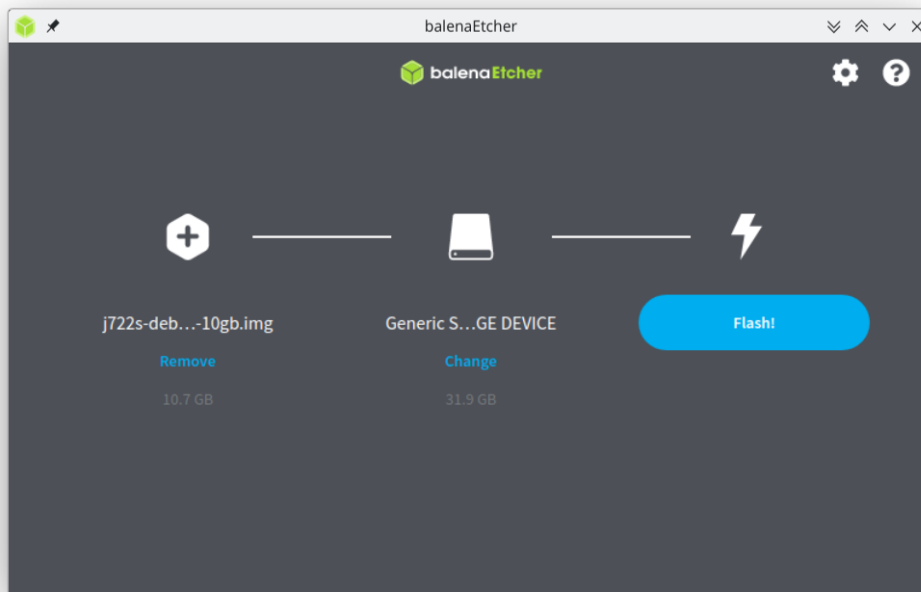 balenaEtcher
balenaEtcher
j722s-deb...-10gb.img
Generic S...GE DEVICE
Flash!
Remove
Change
10.7 GB
31.9 GB